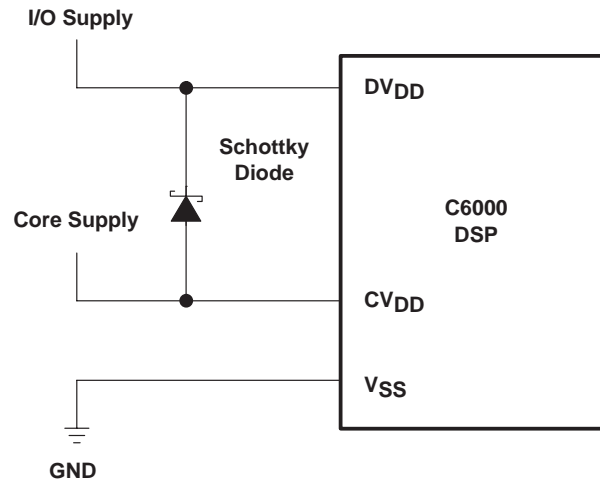 I/O Supply
DVDD
Schottky
Diode
C6000
DSP
Core Supply
CVDD
VSS
GND